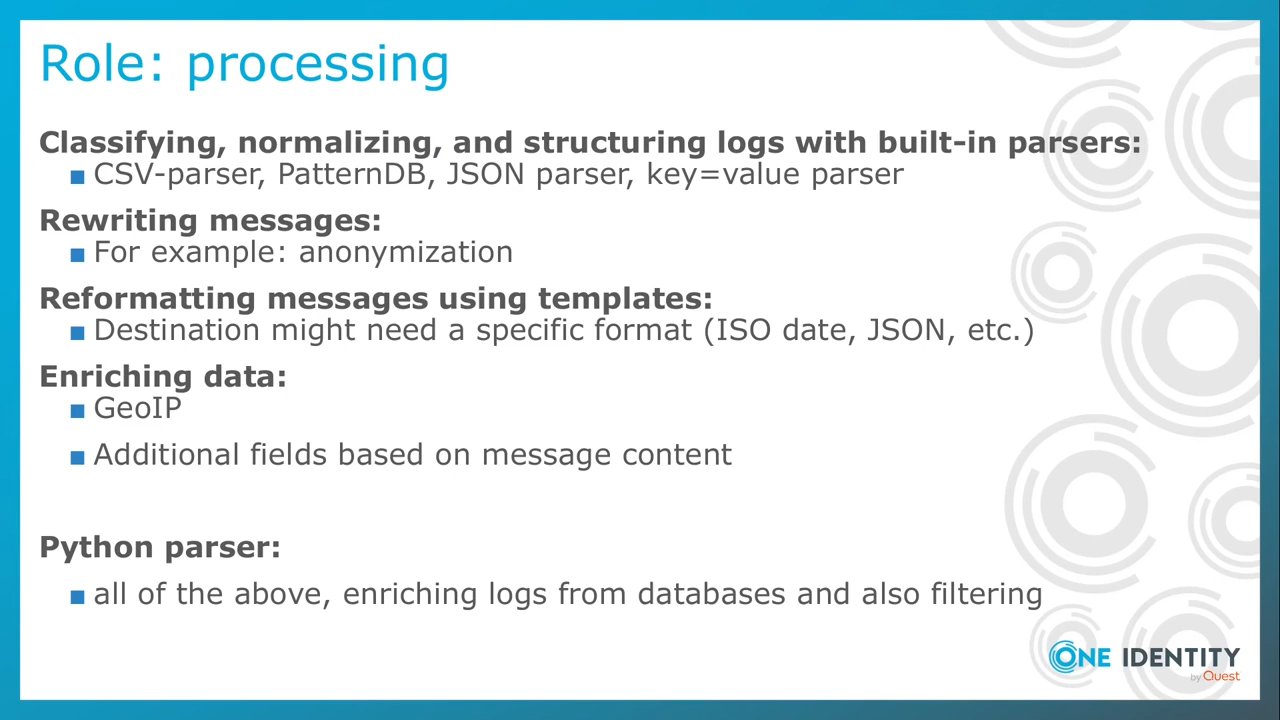 Role: processing
Classifying, normalizing, and structuring logs with built-in parsers:
■ CSV-parser, PatternDB, JSON parser, key=value parser
Rewriting messages:
■ For example: anonymization
Reformatting messages using templates:
■ Destination might need a specific format (ISO date, JSON, etc.)
Enriching data:
■ GeoIP
■ Additional fields based on message content
Python parser:
■ all of the above, enriching logs from databases and also filtering
ONE IDENTITY
by Quest